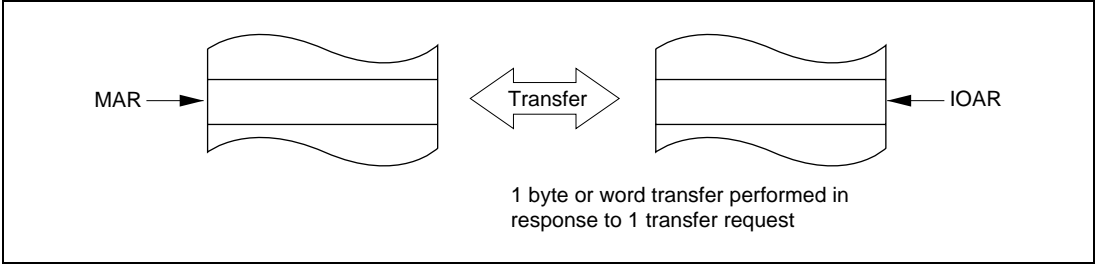 MAR
Transfer
IOAR
1 byte or word transfer performed in
response to 1 transfer request